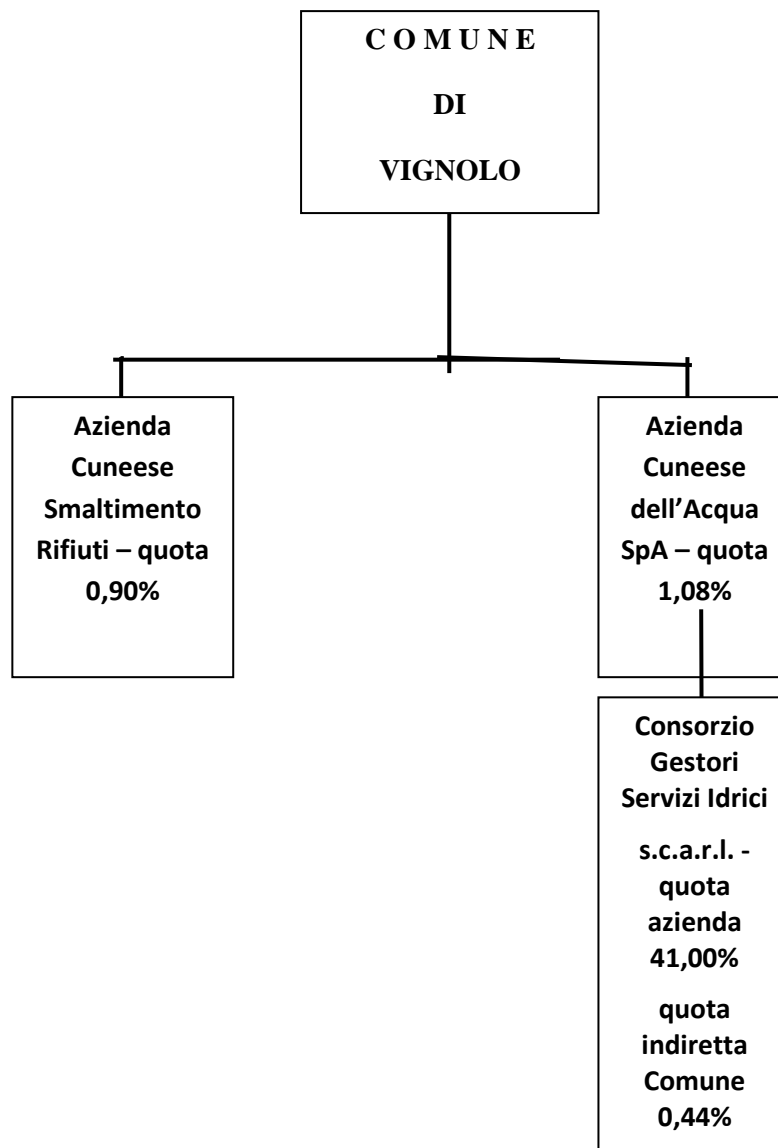 C O M U N E
DI
VIGNOLO
Azienda
Cuneese
Smaltimento
Rifiuti – quota
0,90%
Azienda
Cuneese
dell’Acqua
SpA – quota
1,08%
Consorzio
Gestori
Servizi Idrici
s.c.a.r.l. -
quota
azienda
41,00%
quota
indiretta
Comune
0,44%